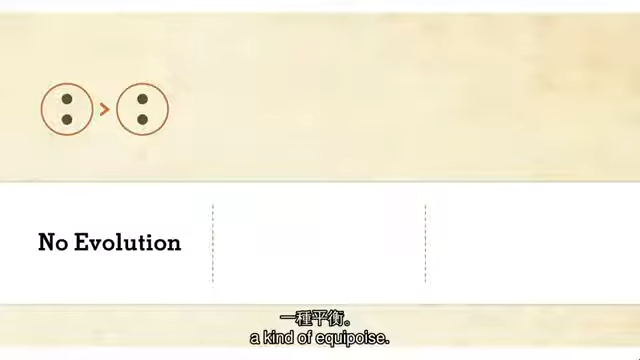 No Evolution
一種平衡。
a kind of equipoise.